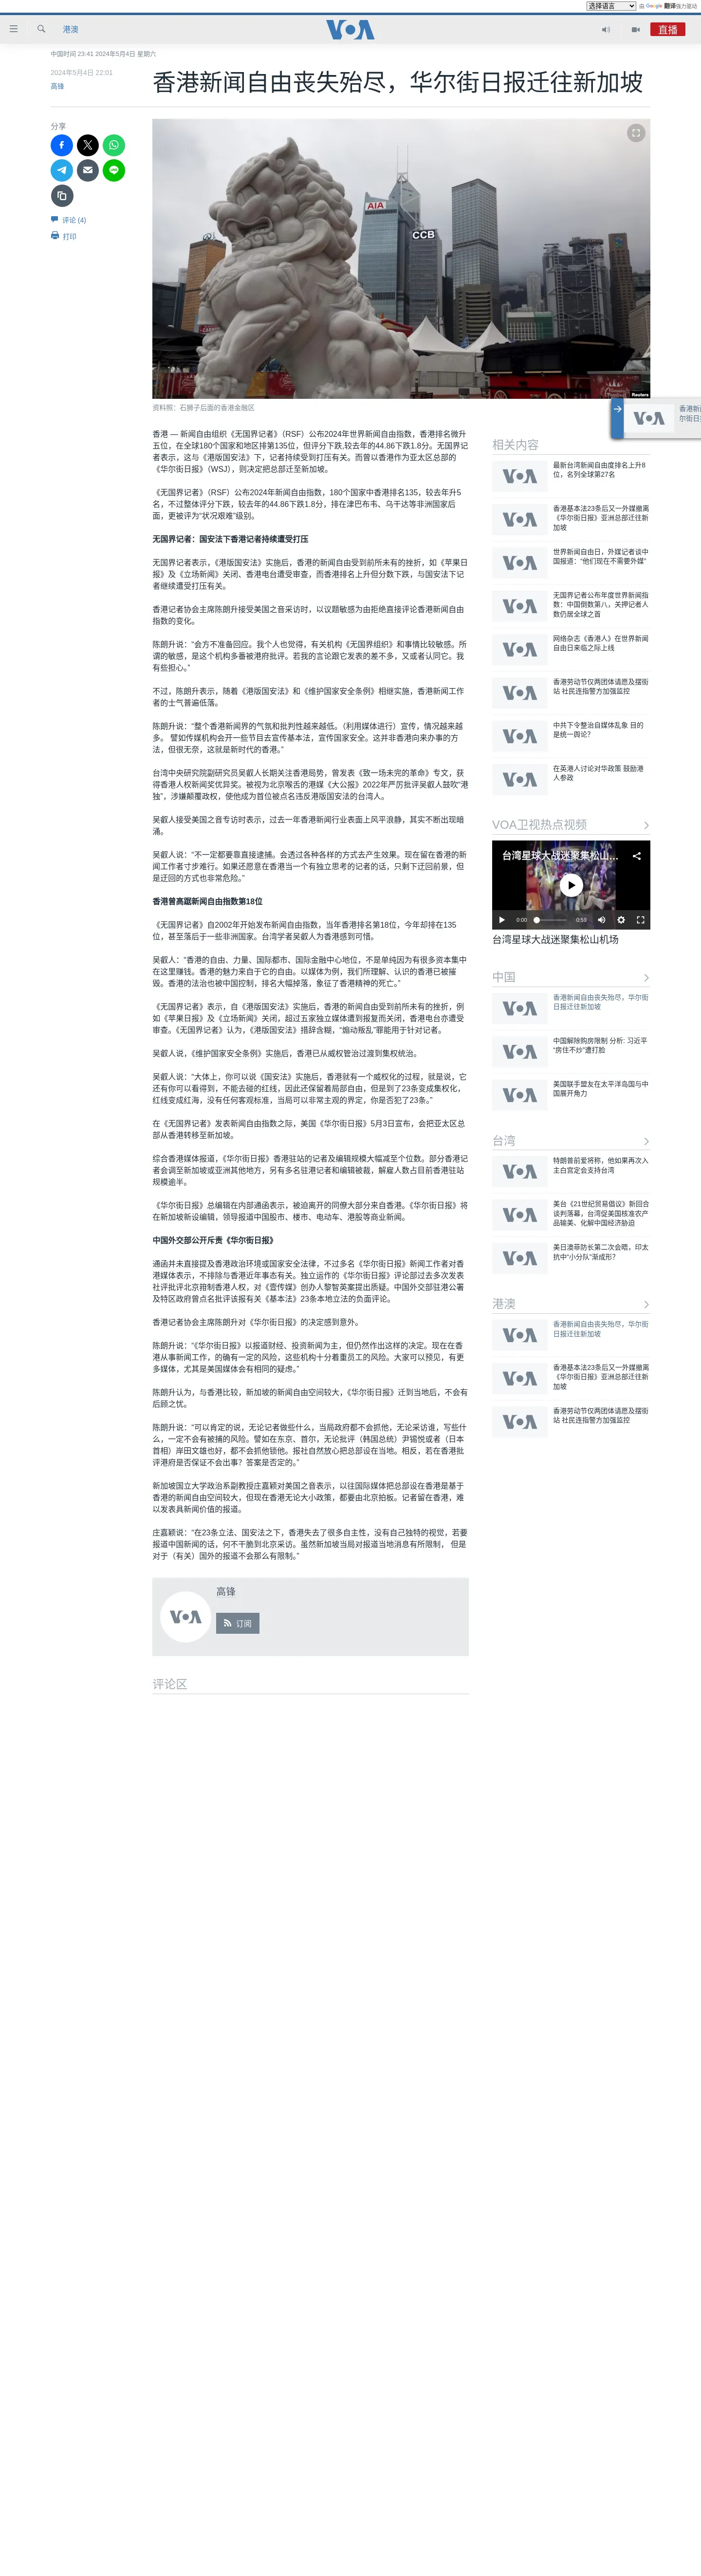 选择语言
由 Google 翻译强力驱动
港澳
VOA
直播
中国时间 23:41 2024年5月4日 星期六
2024年5月4日 22:01
高锋
香港新闻自由丧失殆尽，华尔街日报迁往新加坡
分享
评论 (4)
打印
AIA
CCB
Reuters
资料照：石狮子后面的香港金融区
香港 — 新闻自由组织《无国界记者》（RSF）公布2024年世界新闻自由指数，香港排名微升
五位，在全球180个国家和地区排第135位，但评分下跌,较去年的44.86下跌1.8分。无国界记
者表示，这与《港版国安法》下，记者持续受到打压有关。而曾以香港作为亚太区总部的
《华尔街日报》（WSJ），则决定把总部迁至新加坡。
《无国界记者》（RSF）公布2024年新闻自由指数，180个国家中香港排名135，较去年升5
名，不过整体评分下跌，较去年的44.86下跌1.8分，排在津巴布韦、乌干达等非洲国家后
面，更被评为“状况艰难”级别。
无国界记者：国安法下香港记者持续遭受打压
无国界记者表示，《港版国安法》实施后，香港的新闻自由受到前所未有的挫折，如《苹果日
报》及《立场新闻》关闭、香港电台遭受审查，而香港排名上升但分数下跌，与国安法下记
者继续遭受打压有关。
香港记者协会主席陈朗升接受美国之音采访时，以议题敏感为由拒绝直接评论香港新闻自由
指数的变化。
陈朗升说：“会方不准备回应。我个人也觉得，有关机构《无国界组织》和事情比较敏感。所
谓的敏感，是这个机构多番被港府批评。若我的言论跟它发表的差不多，又或者认同它。我
有些担心。”
不过，陈朗升表示，随着《港版国安法》和《维护国家安全条例》相继实施，香港新闻工作
者的士气普遍低落。
陈朗升说：“整个香港新闻界的气氛和批判性越来越低。（利用媒体进行）宣传，情况越来越
多。 譬如传媒机构会开一些节目去宣传基本法，宣传国家安全。这并非香港向来办事的方
法，但很无奈，这就是新时代的香港。”
台湾中央研究院副研究员吴叡人长期关注香港局势，曾发表《致一场未完的革命》专文，获
得香港人权新闻奖优异奖。被视为北京喉舌的港媒《大公报》2022年严厉批评吴叡人鼓吹“港
独”，涉嫌颠覆政权，使他成为首位被点名违反港版国安法的台湾人。
吴叡人接受美国之音专访时表示，过去一年香港新闻行业表面上风平浪静，其实不断出现暗
涌。
吴叡人说：“不一定都要靠直接逮捕。会透过各种各样的方式去产生效果。现在留在香港的新
闻工作者寸步难行。如果还愿意在香港当一个有独立思考的记者的话，只剩下迂回前景，但
是迂回的方式也非常危险。”
香港曾高踞新闻自由指数第18位
《无国界记者》自2002年开始发布新闻自由指数，当年香港排名第18位，今年却排在135
位，甚至落后于一些非洲国家。台湾学者吴叡人为香港感到可惜。
吴叡人：“香港的自由、力量、国际都市、国际金融中心地位，不是单纯因为有很多资本集中
在这里赚钱。香港的魅力来自于它的自由。以媒体为例，我们所理解、认识的香港已被摧
毁。香港的法治也被中国控制，排名大幅掉落，象征了香港精神的死亡。”
《无国界记者》表示，自《港版国安法》实施后，香港的新闻自由受到前所未有的挫折，例
如《苹果日报》及《立场新闻》关闭，超过五家独立媒体遭到报复而关闭，香港电台亦遭受
审查。《无国界记者》认为，《港版国安法》措辞含糊，“煽动叛乱”罪能用于针对记者。
吴叡人说，《维护国家安全条例》实施后，香港已从威权管治过渡到集权统治。
吴叡人说：“大体上，你可以说《国安法》实施后，香港就有一个威权化的过程，就是说，它
还有你可以看得到，不能去碰的红线，因此还保留着局部自由，但是到了23条变成集权化，
红线变成红海，没有任何客观标准，当局可以非常主观的界定，你是否犯了23条。”
在《无国界记者》发表新闻自由指数之际，美国《华尔街日报》5月3日宣布，会把亚太区总
部从香港转移至新加坡。
综合香港媒体报道，《华尔街日报》香港驻站的记者及编辑规模大幅减至个位数。部分香港记
者会调至新加坡或亚洲其他地方，另有多名驻港记者和编辑被裁，解雇人数占目前香港驻站
规模逾半。
《华尔街日报》总编辑在内部通函表示，被迫离开的同僚大部分来自香港。《华尔街日报》将
在新加坡新设编辑，领导报道中国股市、楼市、电动车、港股等商业新闻。
中国外交部公开斥责《华尔街日报》
通函并未直接提及香港政治环境或国家安全法律，不过多名《华尔街日报》新闻工作者对香
港媒体表示，不排除与香港近年事态有关。独立运作的《华尔街日报》评论部过去多次发表
社评批评北京箝制香港人权，对《壹传媒》创办人黎智英案提出质疑。中国外交部驻港公署
及特区政府曾点名批评该报有关《基本法》23条本地立法的负面评论。
香港记者协会主席陈朗升对《华尔街日报》的决定感到意外。
陈朗升说：“《华尔街日报》以报道财经、投资新闻为主，但仍然作出这样的决定。现在在香
港从事新闻工作，的确有一定的风险，这些机构十分着重员工的风险。大家可以预见，有更
多媒体，尤其是美国媒体会有相同的疑虑。”
陈朗升认为，与香港比较，新加坡的新闻自由空间较大，《华尔街日报》迁到当地后，不会有
后顾之忧。
陈朗升说：“可以肯定的说，无论记者做些什么，当局政府都不会抓他，无论采访谁，写些什
么，一定不会有被捕的风险。譬如在东京、首尔，无论批评（韩国总统）尹锡悦或者（日本
首相）岸田文雄也好，都不会抓他锁他。报社自然放心把总部设在当地。相反，若在香港批
评港府是否保证不会出事？答案是否定的。”
新加坡国立大学政治系副教授庄嘉颖对美国之音表示，以往国际媒体把总部设在香港是基于
香港的新闻自由空间较大，但现在香港无论大小政策，都要由北京拍板。记者留在香港，难
以发表具新闻价值的报道。
庄嘉颖说：“在23条立法、国安法之下，香港失去了很多自主性，没有自己独特的视觉，若要
报道中国新闻的话，何不干脆到北京采访。虽然新加坡当局对报道当地消息有所限制， 但是
对于（有关）国外的报道不会那么有限制。”
VOA
高锋
订阅
评论区
VOA
香港新闻
尔街日报
相关内容
最新台湾新闻自由度排名上升8
位，名列全球第27名
香港基本法23条后又一外媒撤离
《华尔街日报》亚洲总部迁往新
加坡
世界新闻自由日，外媒记者谈中
国报道：“他们现在不需要外媒”
无国界记者公布年度世界新闻指
数：中国倒数第八，关押记者人
数仍居全球之首
网络杂志《香港人》在世界新闻
自由日来临之际上线
香港劳动节仅两团体请愿及摆街
站 社民连指警方加强监控
中共下令整治自媒体乱象 目的
是统一舆论？
在英港人讨论对华政策 鼓励港
人参政
VOA卫视热点视频
台湾星球大战迷聚集松山...
0:00
0:59
台湾星球大战迷聚集松山机场
中国
香港新闻自由丧失殆尽，华尔街
日报迁往新加坡
中国解除购房限制 分析: 习近平
“房住不炒”遭打脸
美国联手盟友在太平洋岛国与中
国展开角力
台湾
特朗普前爱将称，他如果再次入
主白宫定会支持台湾
美台《21世纪贸易倡议》新回合
谈判落幕，台湾促美国核准农产
品输美、化解中国经济胁迫
美日澳菲防长第二次会晤，印太
抗中“小分队”渐成形？
港澳
香港新闻自由丧失殆尽，华尔街
日报迁往新加坡
香港基本法23条后又一外媒撤离
《华尔街日报》亚洲总部迁往新
加坡
香港劳动节仅两团体请愿及摆街
站 社民连指警方加强监控